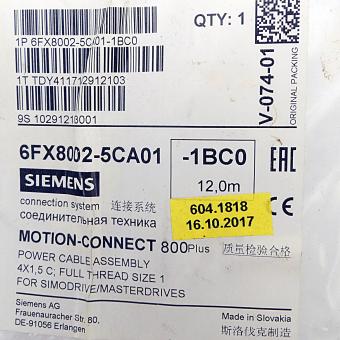 QTY: 1
1P 6FX8002-5CA01-1BC0
1T TDY411712912103
9S 10291218001
V-074-01
ORIGINAL PACKING
6FX8002-5CA01 -1BC0
SIEMENS
12,0m
EAC
connection system 连接系统
соединительная техника
604.1818
16.10.2017
CE
MOTION-CONNECT 800Plus
质量检验合格
POWER CABLE ASSEMBLY
4X1,5 C; FULL THREAD SIZE 1
FOR SIMODRIVE/MASTERDRIVES
Siemens AG
Frauenauracher Str. 80,
DE-91056 Erlangen
Made in Slovakia
斯洛伐克制造